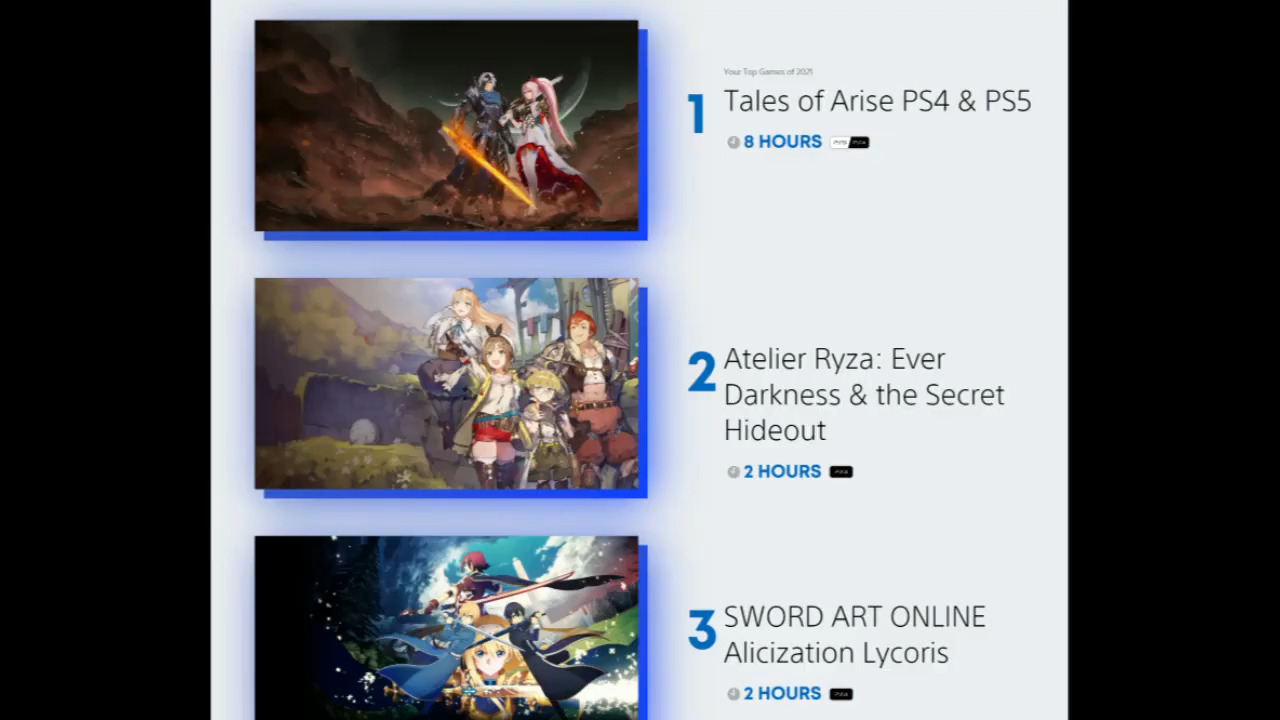 Your Top Games of 2021
1
Tales of Arise PS4 & PS5
8 HOURS
PS5 PS4
2
Atelier Ryza: Ever
Darkness & the Secret
Hideout
2 HOURS
PS4
3
SWORD ART ONLINE
Alicization Lycoris
2 HOURS
PS4